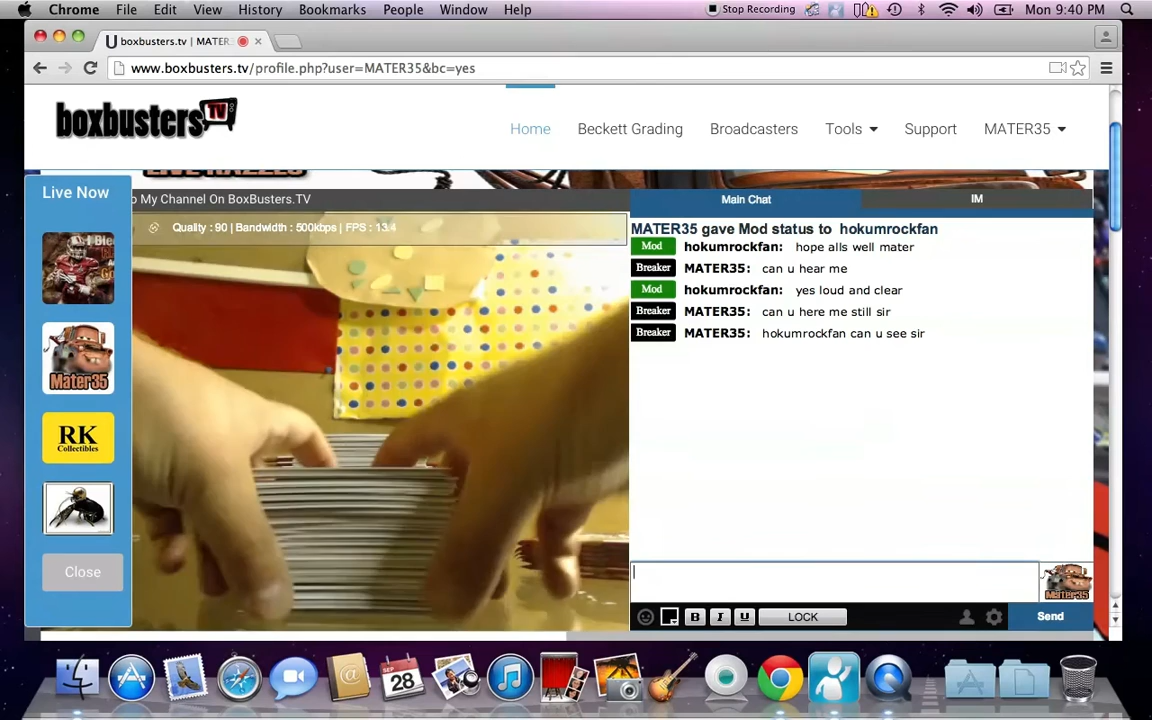 Chrome File Edit View History Bookmarks People Window Help Stop Recording Mon 9:40 PM
boxbusters.tv | MATER
www.boxbusters.tv/profile.php?user=MATER35&bc=yes
boxbusters TV
Home Beckett Grading Broadcasters Tools Support MATER35
Live Now
Mater35
RK
Collectibles
Close
My Channel On BoxBusters.TV
Quality : 90 | Bandwidth : 500kbps | FPS : 13.4
Main Chat IM
MATER35 gave Mod status to hokumrockfan
Mod hokumrockfan: hope alls well mater
Breaker MATER35: can u hear me
Mod hokumrockfan: yes loud and clear
Breaker MATER35: can u here me still sir
Breaker MATER35: hokumrockfan can u see sir
Mater35
B I U LOCK Send
SEP
28